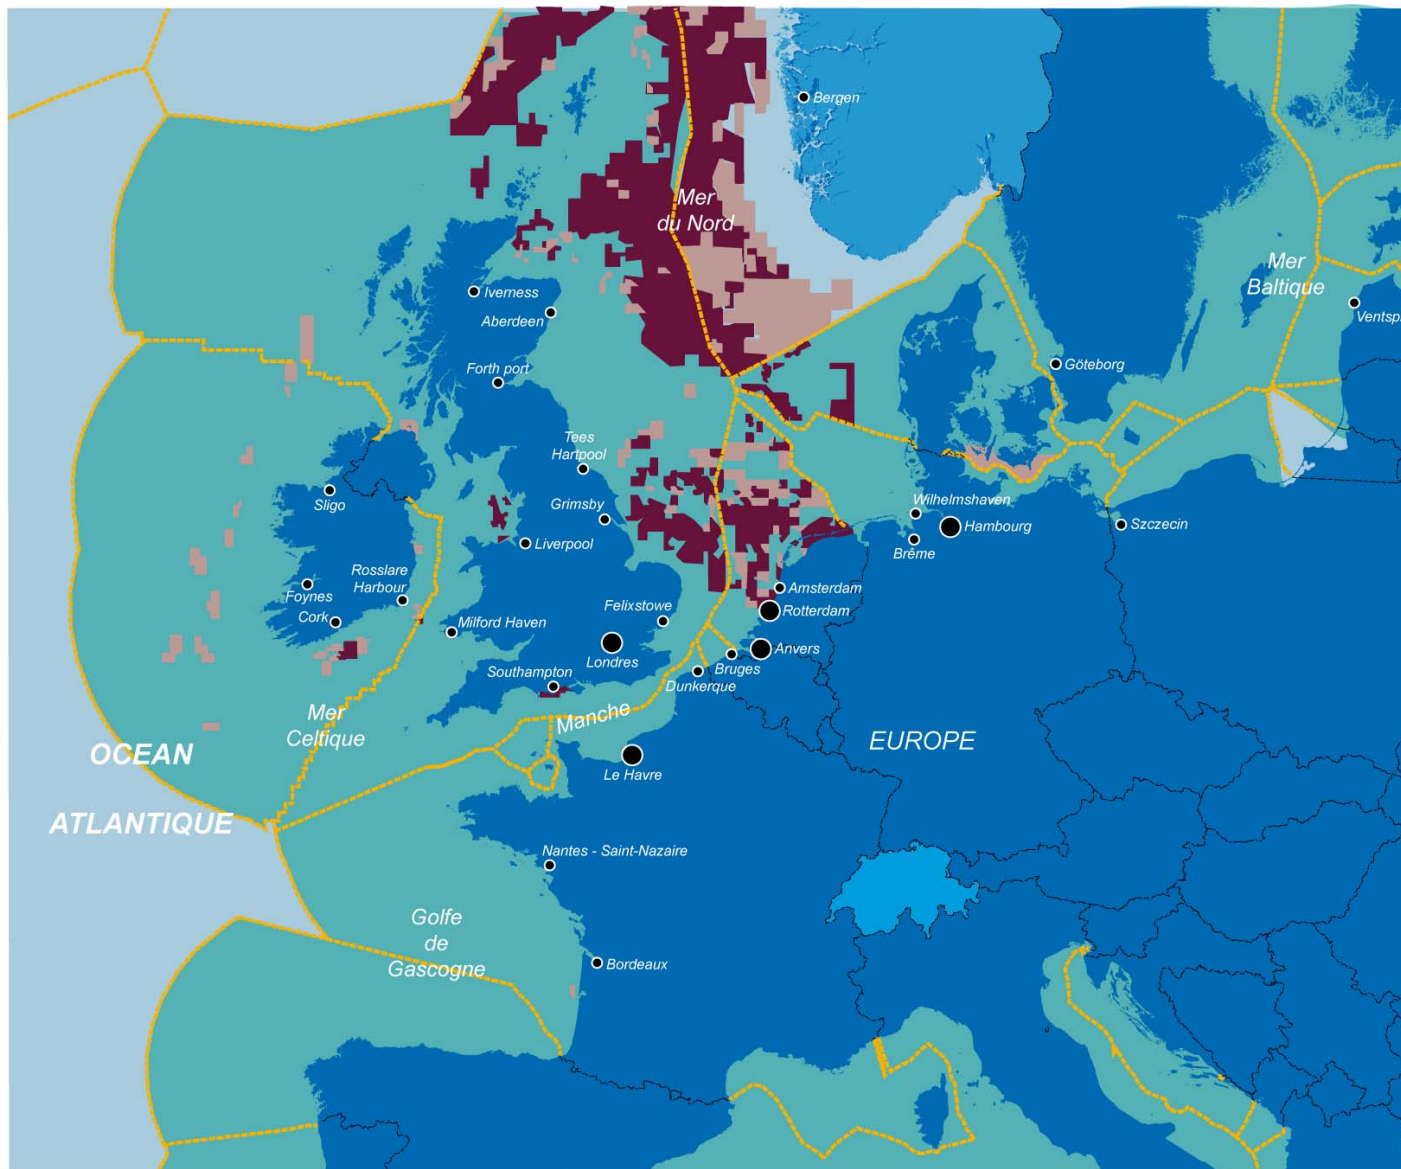 Bergen
Mer
du Nord
Mer
Baltique
Iverness
Aberdeen
Ventsp
Göteborg
Forth port
Tees
Hartpool
Sligo
Grimsby
Wilhelmshaven
Hambourg
Szczecin
Liverpool
Brême
Rosslare
Harbour
Foynes
Cork
Amsterdam
Rotterdam
Felixstowe
Milford Haven
Londres
Anvers
Bruges
Southampton
Dunkerque
Manche
Mer
Celtique
EUROPE
OCEAN
Le Havre
ATLANTIQUE
Nantes - Saint-Nazaire
Golfe
de
Gascogne
Bordeaux